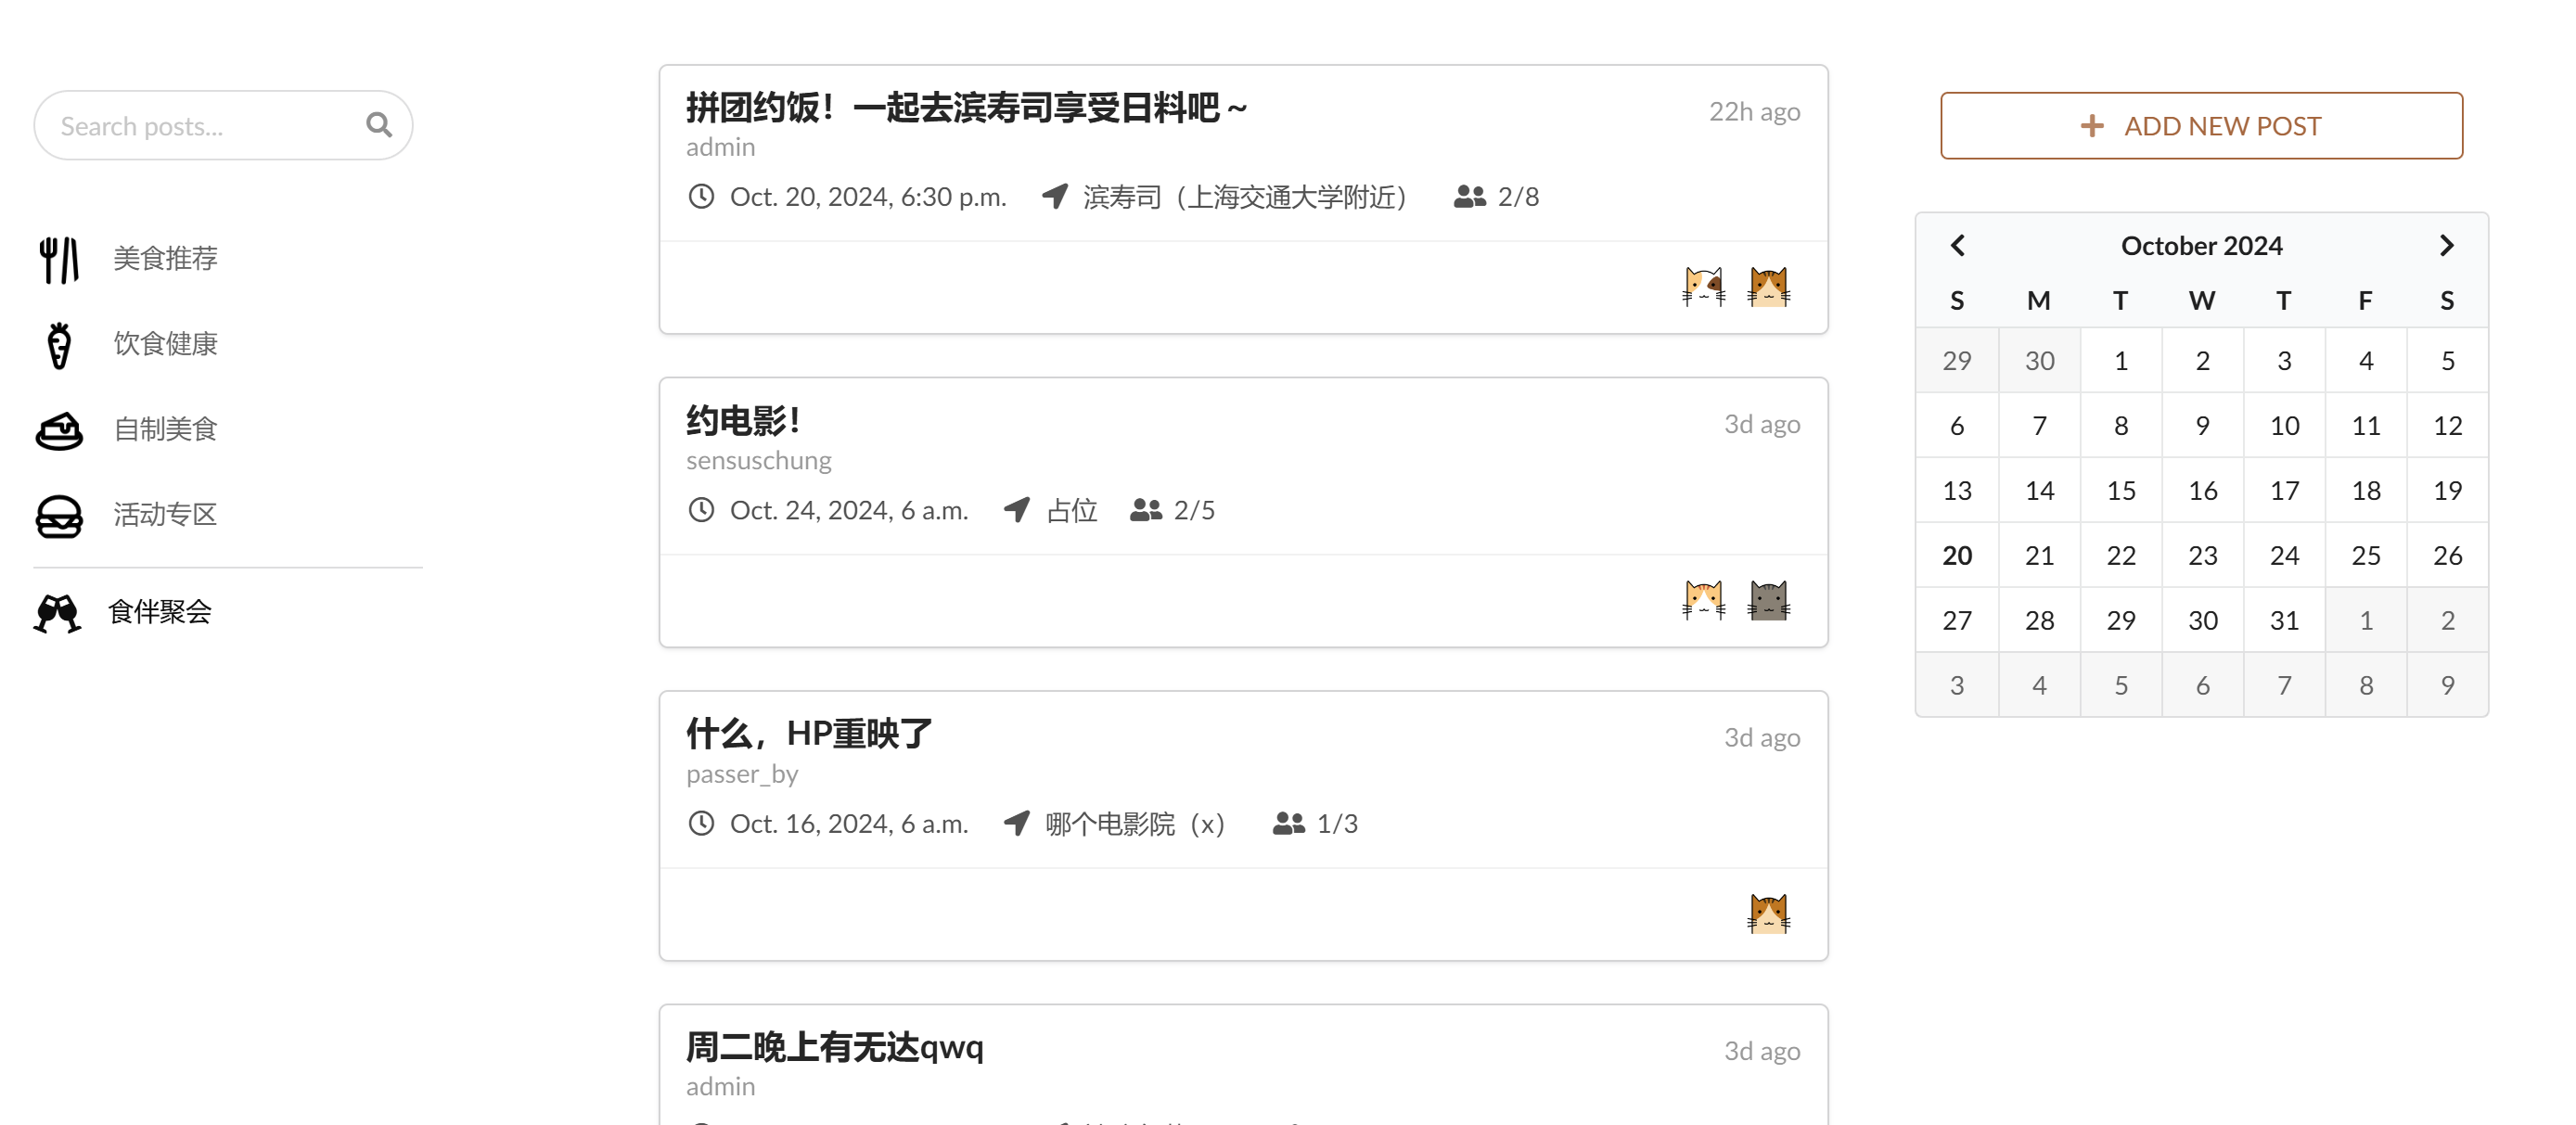 Search posts...
美食推荐
饮食健康
自制美食
活动专区
食伴聚会
拼团约饭！一起去滨寿司享受日料吧～
22h ago
admin
Oct. 20, 2024, 6:30 p.m. 滨寿司（上海交通大学附近） 2/8
约电影！
3d ago
sensuschung
Oct. 24, 2024, 6 a.m. 占位 2/5
什么，HP重映了
3d ago
passer_by
Oct. 16, 2024, 6 a.m. 哪个电影院（x） 1/3
周二晚上有无达qwq
3d ago
admin
ADD NEW POST
October 2024
S M T W T F S
29 30 1 2 3 4 5
6 7 8 9 10 11 12
13 14 15 16 17 18 19
20 21 22 23 24 25 26
27 28 29 30 31 1 2
3 4 5 6 7 8 9